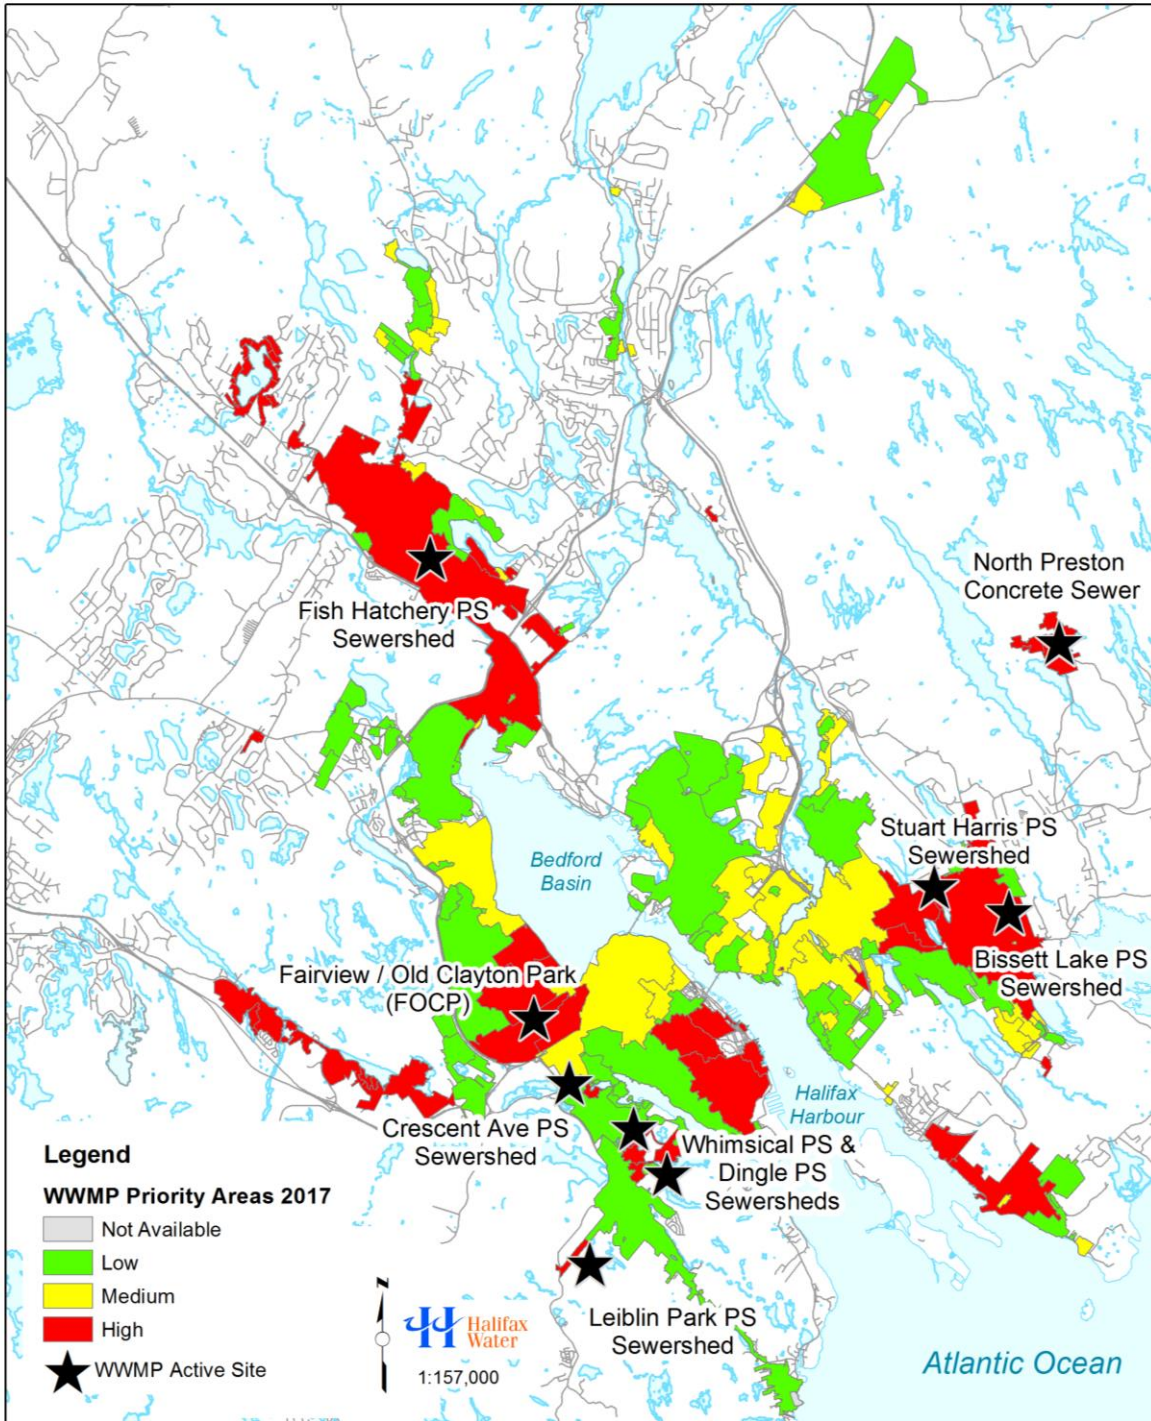 North Preston
Concrete Sewer
Fish Hatchery PS
Sewershed
Stuart Harris PS
Sewershed
Bedford
Basin
Bissett Lake PS
Sewershed
Fairview / Old Clayton Park
(FOCP)
Halifax
Harbour
Crescent Ave PS
Sewershed
Whimsical PS &
Dingle PS
Sewersheds
Leiblin Park PS
Sewershed
Atlantic Ocean
Legend
WWMP Priority Areas 2017
Not Available
Low
Medium
High
WWMP Active Site
N
Halifax
Water
1:157,000